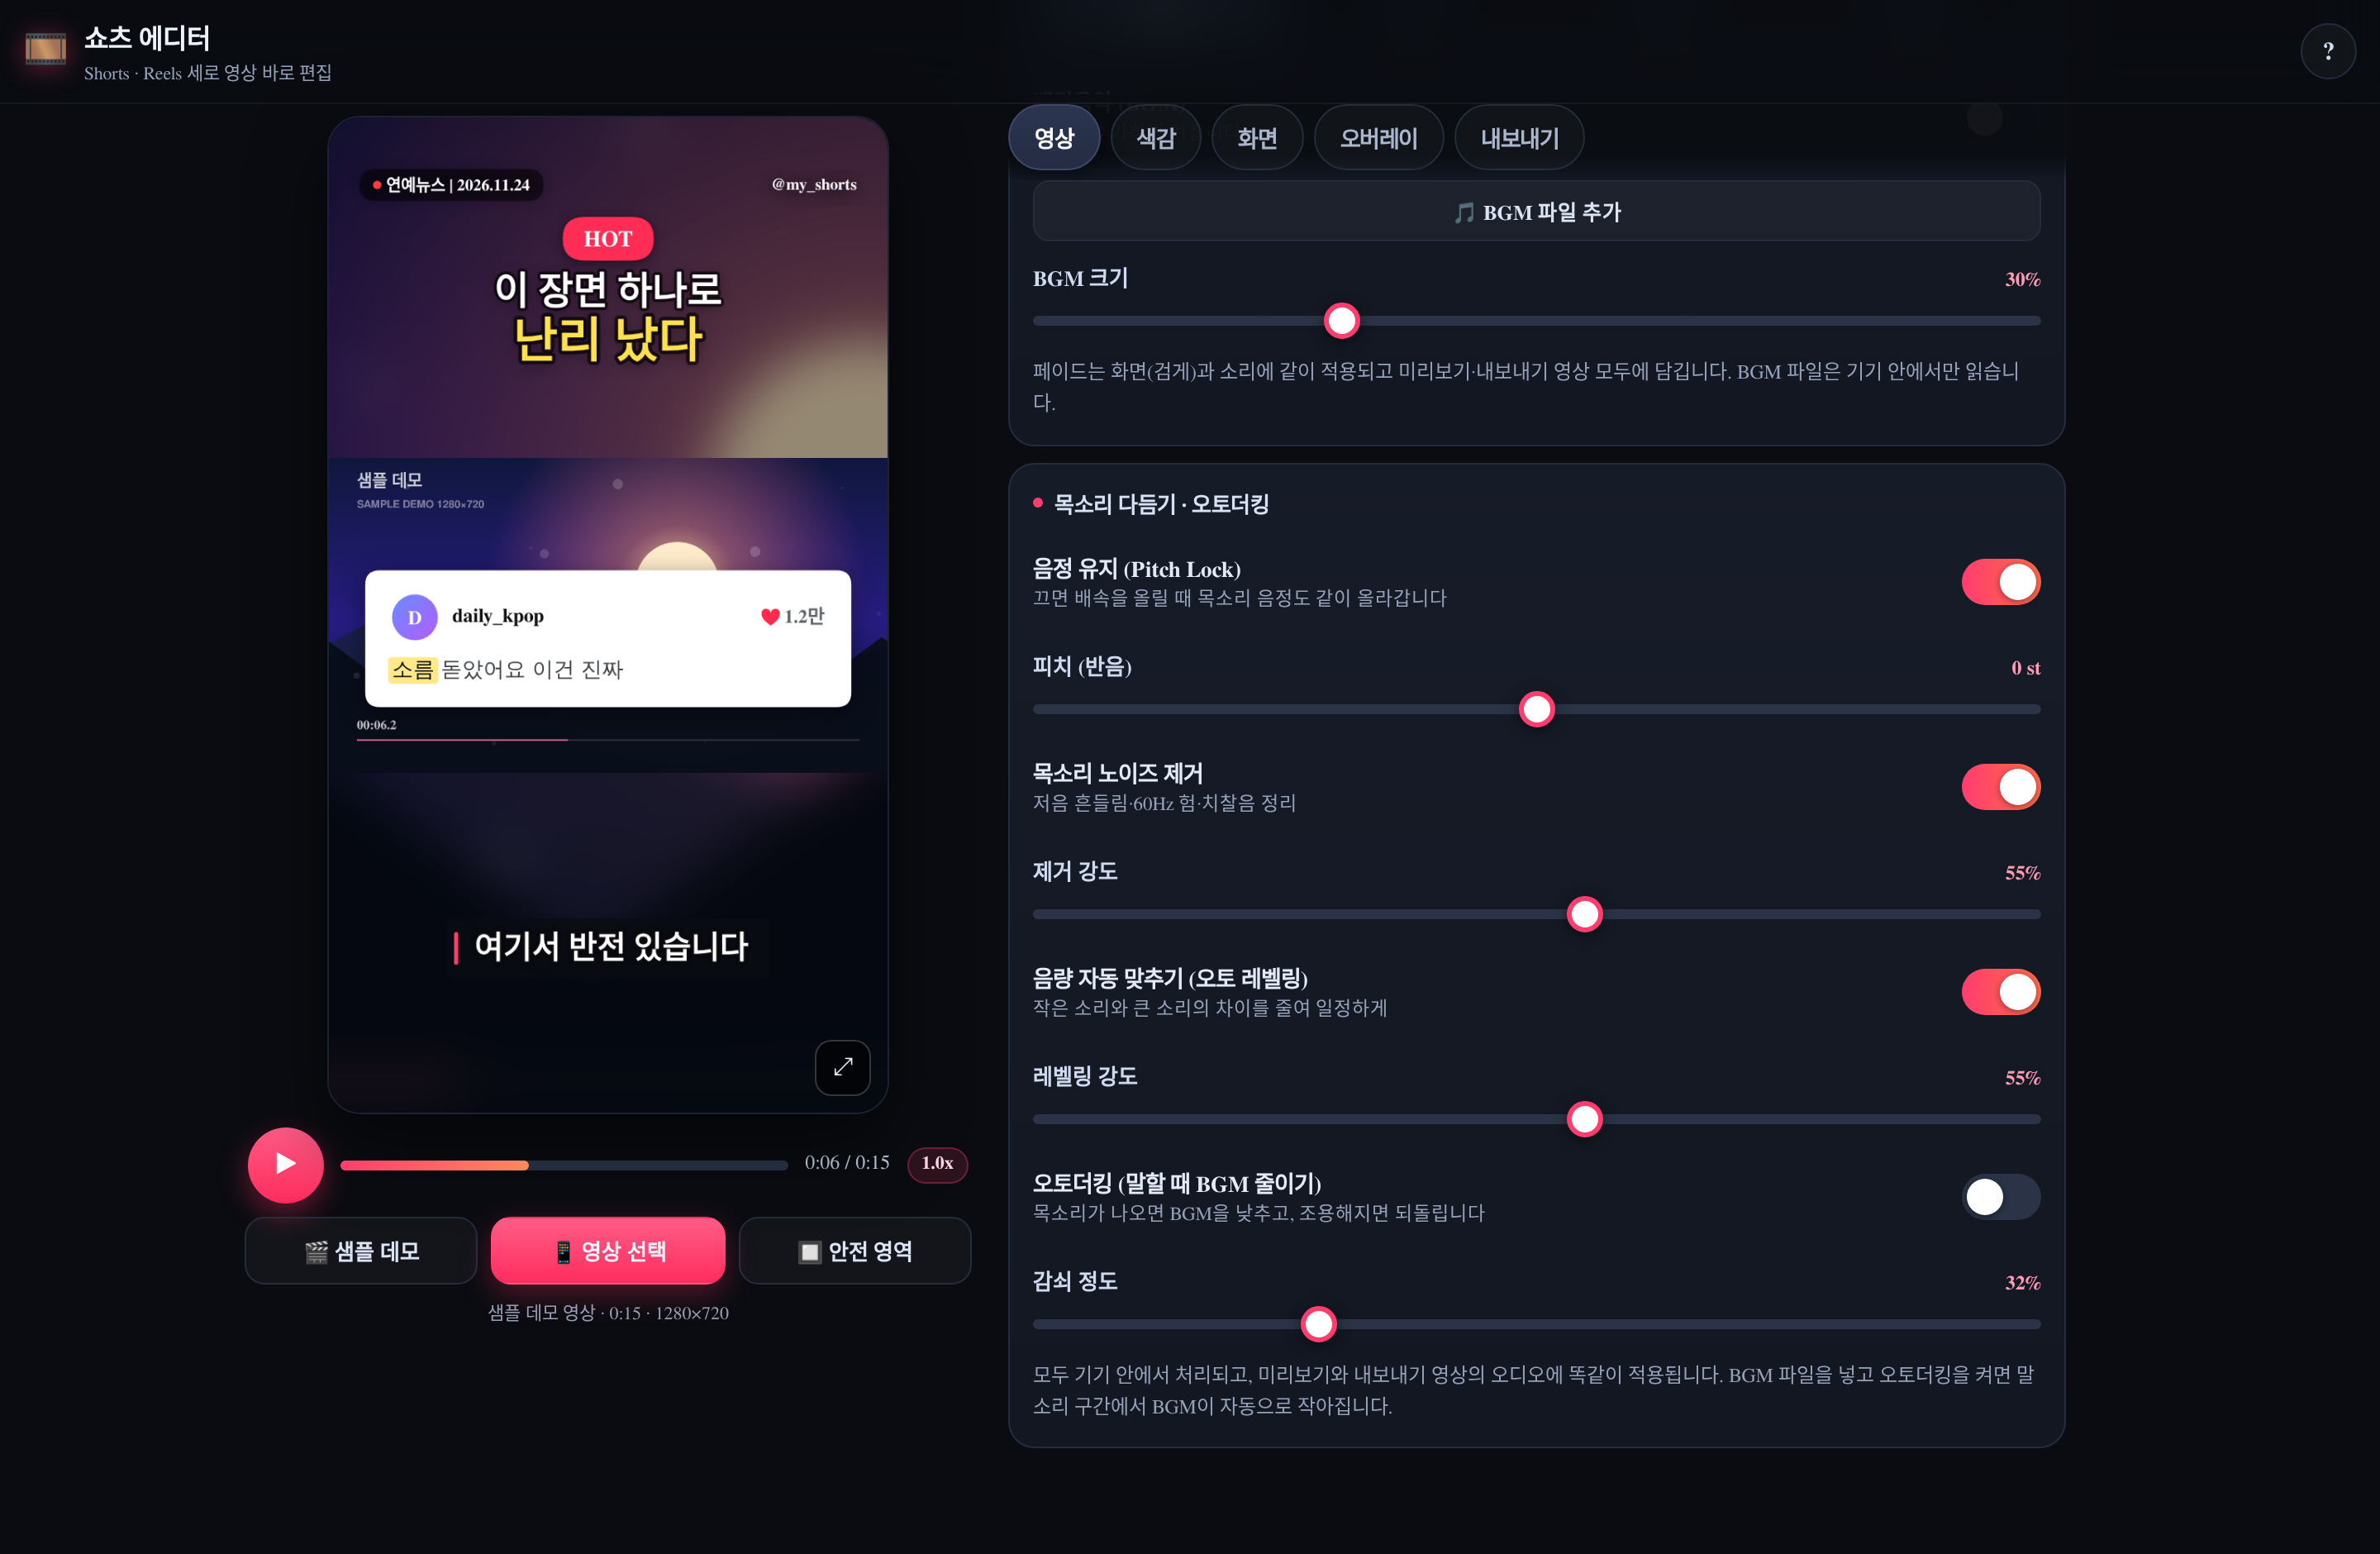 쇼츠 에디터
Shorts · Reels 세로 영상 바로 편집
?
연예뉴스 | 2026.11.24
@my_shorts
HOT
이 장면 하나로
난리 났다
샘플 데모
SAMPLE DEMO 1280×720
D
daily_kpop
1.2만
소름 돋았어요 이건 진짜
00:06.2
여기서 반전 있습니다
0:06 / 0:15
1.0x
샘플 데모
영상 선택
안전 영역
샘플 데모 영상 · 0:15 · 1280×720
영상
색감
화면
오버레이
내보내기
BGM 파일 추가
BGM 크기
30%
페이드는 화면(검게)과 소리에 같이 적용되고 미리보기·내보내기 영상 모두에 담깁니다. BGM 파일은 기기 안에서만 읽습니
다.
목소리 다듬기 · 오토더킹
음정 유지 (Pitch Lock)
끄면 배속을 올릴 때 목소리 음정도 같이 올라갑니다
피치 (반음)
0 st
목소리 노이즈 제거
저음 흔들림·60Hz 험·치찰음 정리
제거 강도
55%
음량 자동 맞추기 (오토 레벨링)
작은 소리와 큰 소리의 차이를 줄여 일정하게
레벨링 강도
55%
오토더킹 (말할 때 BGM 줄이기)
목소리가 나오면 BGM을 낮추고, 조용해지면 되돌립니다
감쇠 정도
32%
모두 기기 안에서 처리되고, 미리보기와 내보내기 영상의 오디오에 똑같이 적용됩니다. BGM 파일을 넣고 오토더킹을 켜면 말
소리 구간에서 BGM이 자동으로 작아집니다.